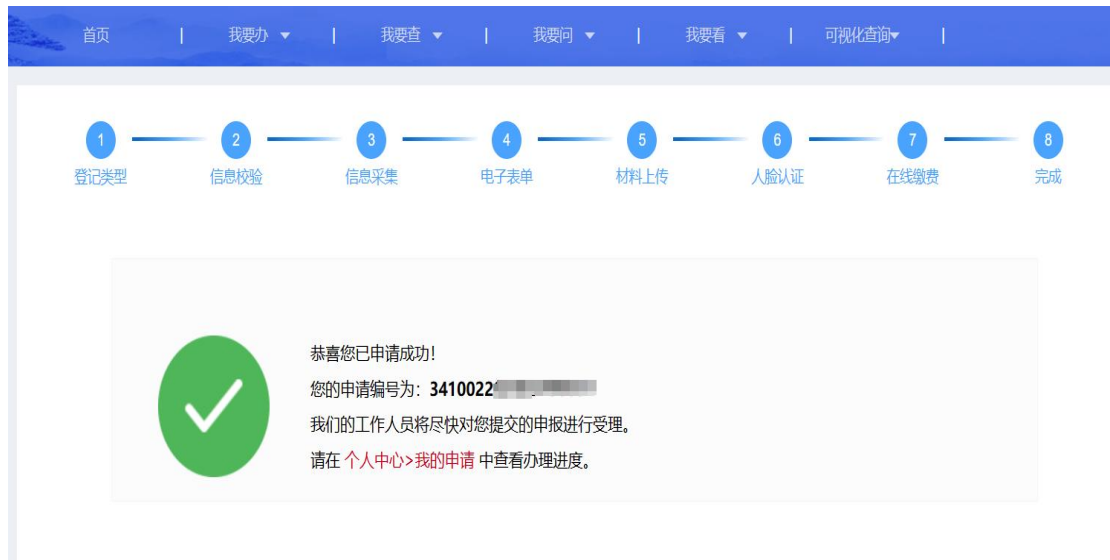 首页 | 我要办 ▼ | 我要查 ▼ | 我要问 ▼ | 我要看 ▼ | 可视化查询▼ |
1 2 3 4 5 6 7 8
登记类型 信息校验 信息采集 电子表单 材料上传 人脸认证 在线缴费 完成
恭喜您已申请成功!
您的申请编号为：3410022
我们的工作人员将尽快对您提交的申报进行受理。
请在 个人中心>我的申请 中查看办理进度。